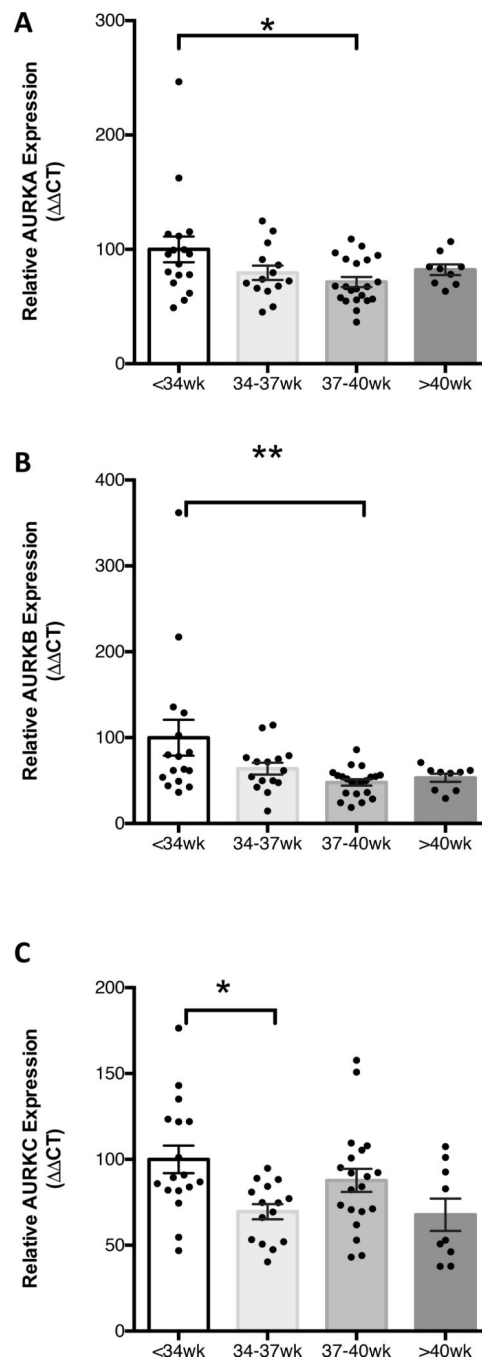 A
Relative AURKA Expression
(ΔΔCT)
300
200
100
0
*
<34wk 34-37wk 37-40wk >40wk
B
Relative AURKB Expression
(ΔΔCT)
400
300
200
100
0
**
<34wk 34-37wk 37-40wk >40wk
C
Relative AURKC Expression
(ΔΔCT)
200
150
100
50
0
*
<34wk 34-37wk 37-40wk >40wk